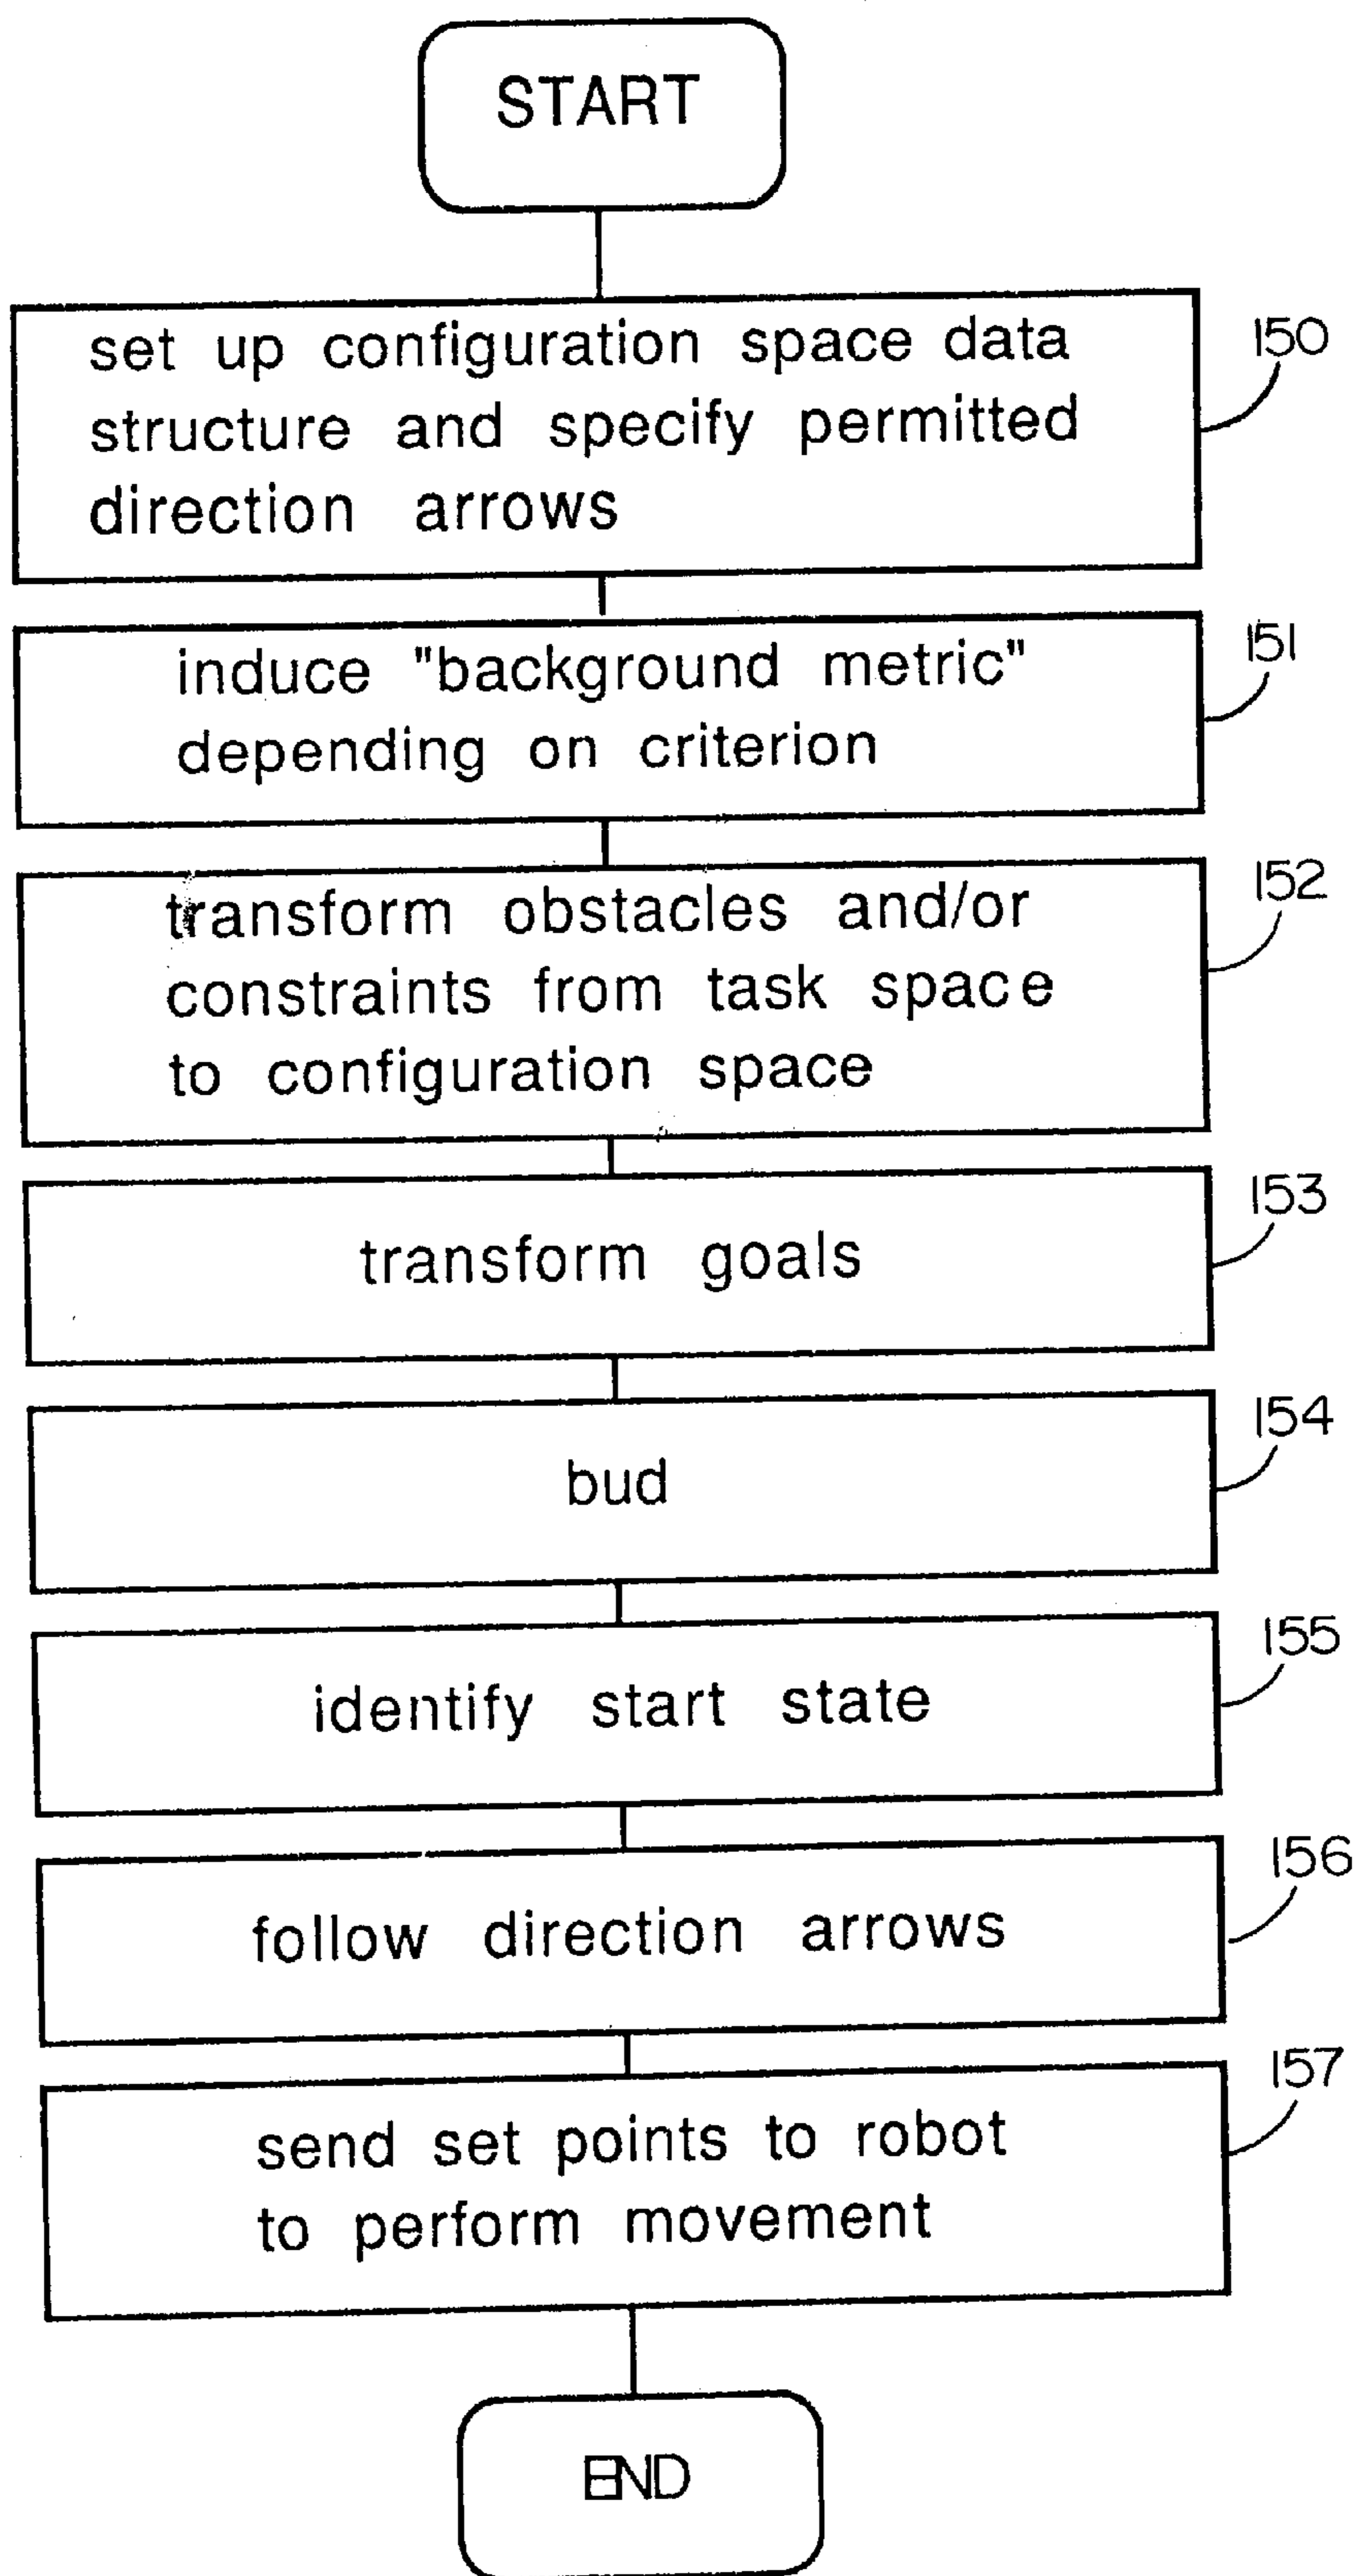 START
set up configuration space data
150
structure and specify permitted
direction arrows
induce "background metric"
151
depending on criterion
transform obstacles and/or
152
constraints from task space
to configuration space
153
transform goals
154
bud
155
identify start state
156
follow direction arrows
157
send set points to robot
to perform movement
END